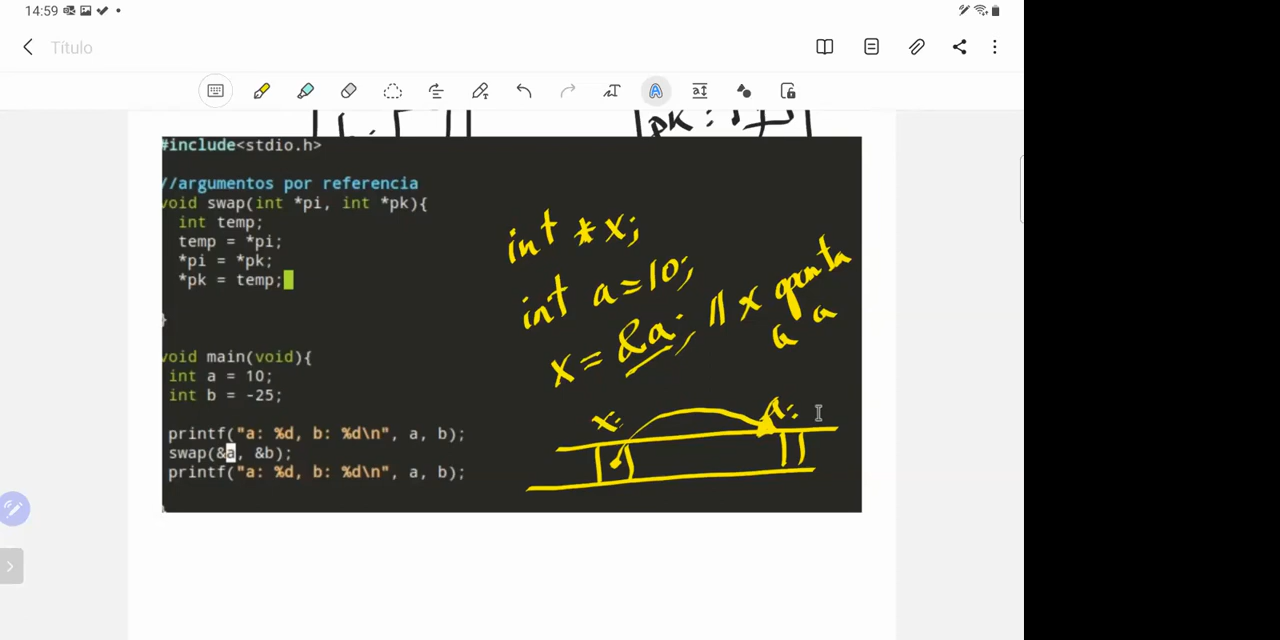 14:59
Título
pk :
#include<stdio.h>
//argumentos por referencia
void swap(int *pi, int *pk){
int temp;
temp = *pi;
*pi = *pk;
*pk = temp;
}
void main(void){
int a = 10;
int b = -25;
printf("a: %d, b: %d\n", a, b);
swap(&a, &b);
printf("a: %d, b: %d\n", a, b);
int * x;
int a=10;
x = &a; // x
a a
x:
a: